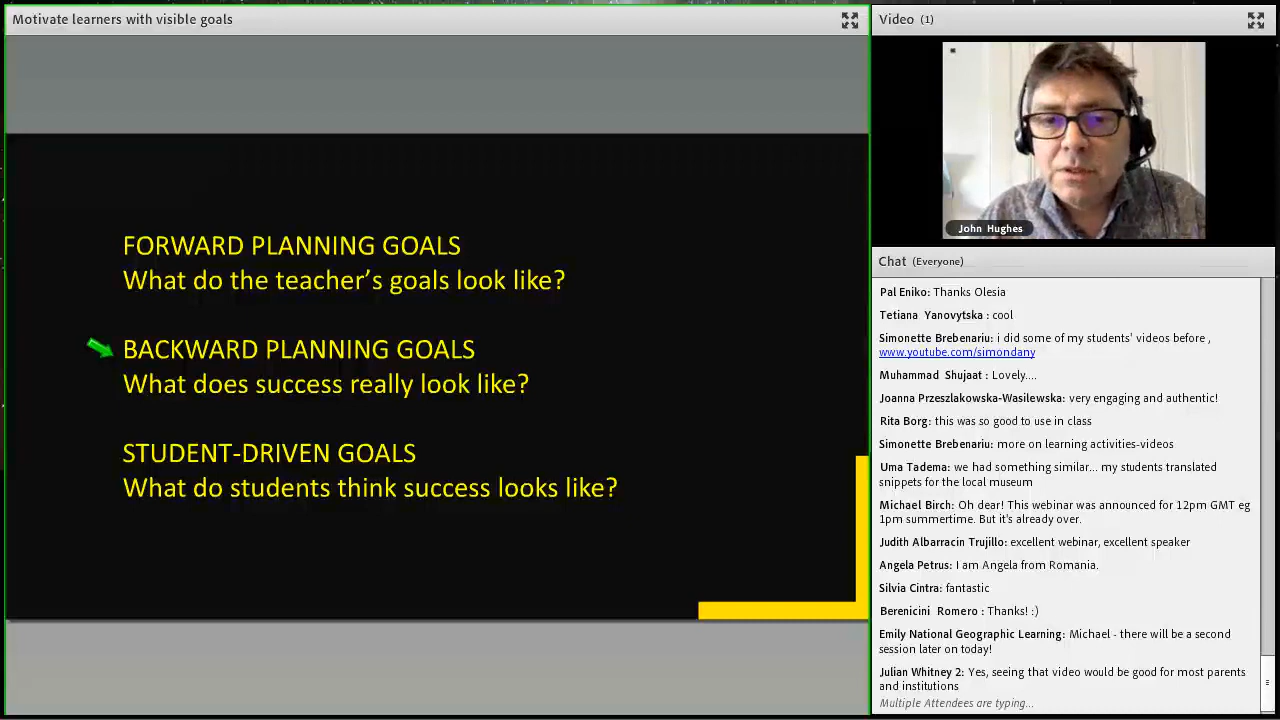 Motivate learners with visible goals
FORWARD PLANNING GOALS
What do the teacher’s goals look like?
BACKWARD PLANNING GOALS
What does success really look like?
STUDENT-DRIVEN GOALS
What do students think success looks like?
Video (1)
John Hughes
Chat (Everyone)
Pal Eniko: Thanks Olesia
Tetiana Yanovytska : cool
Simonette Brebenariu: i did some of my students' videos before ,
www.youtube.com/simondany
Muhammad Shujaat : Lovely....
Joanna Przeszlakowska-Wasilewska: very engaging and authentic!
Rita Borg: this was so good to use in class
Simonette Brebenariu: more on learning activities-videos
Uma Tadema: we had something similar... my students translated
snippets for the local museum
Michael Birch: Oh dear! This webinar was announced for 12pm GMT eg
1pm summertime. But it's already over.
Judith Albarracin Trujillo: excellent webinar, excellent speaker
Angela Petrus: I am Angela from Romania.
Silvia Cintra: fantastic
Berenicini Romero : Thanks! :)
Emily National Geographic Learning: Michael - there will be a second
session later on today!
Julian Whitney 2: Yes, seeing that video would be good for most parents
and institutions
Multiple Attendees are typing...